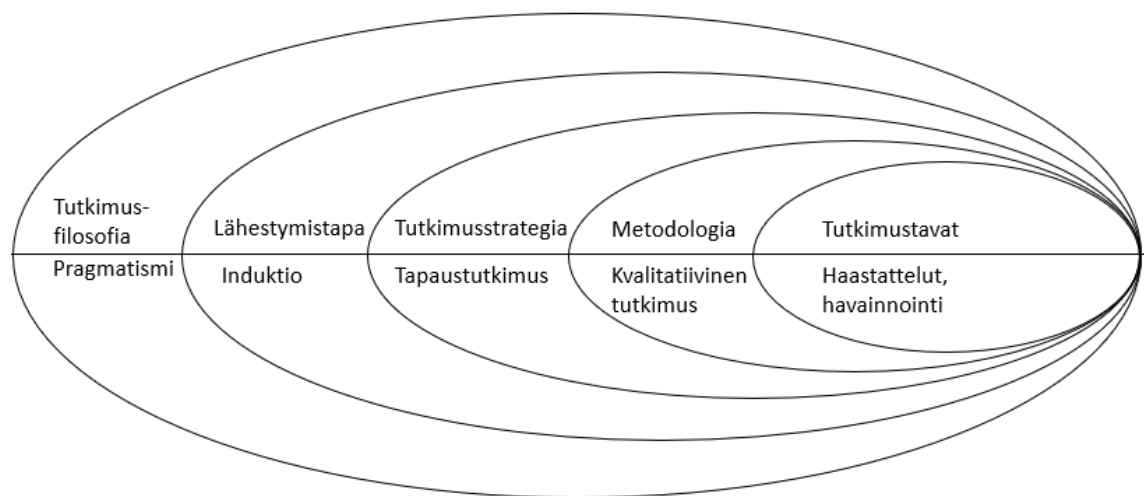 Tutkimus-
filosofia
Lähestymistapa
Tutkimusstrategia
Metodologia
Tutkimustavat
Pragmatismi
Induktio
Tapaustutkimus
Kvalitatiivinen
tutkimus
Haastattelut,
havainnointi